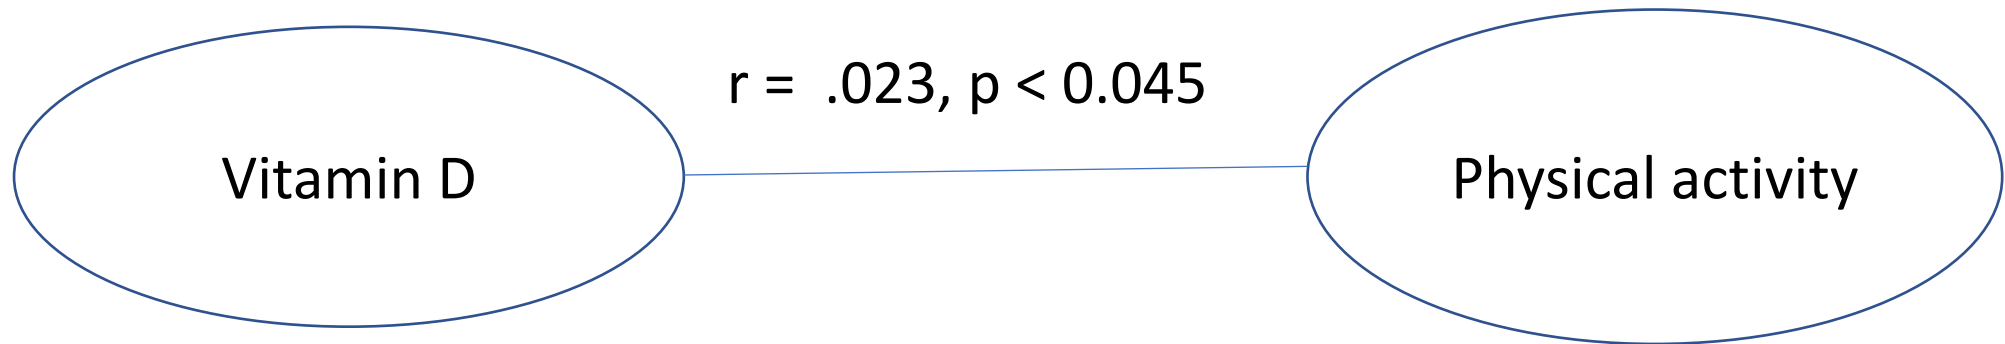 r =  .023, p < 0.045
Vitamin D
Physical activity